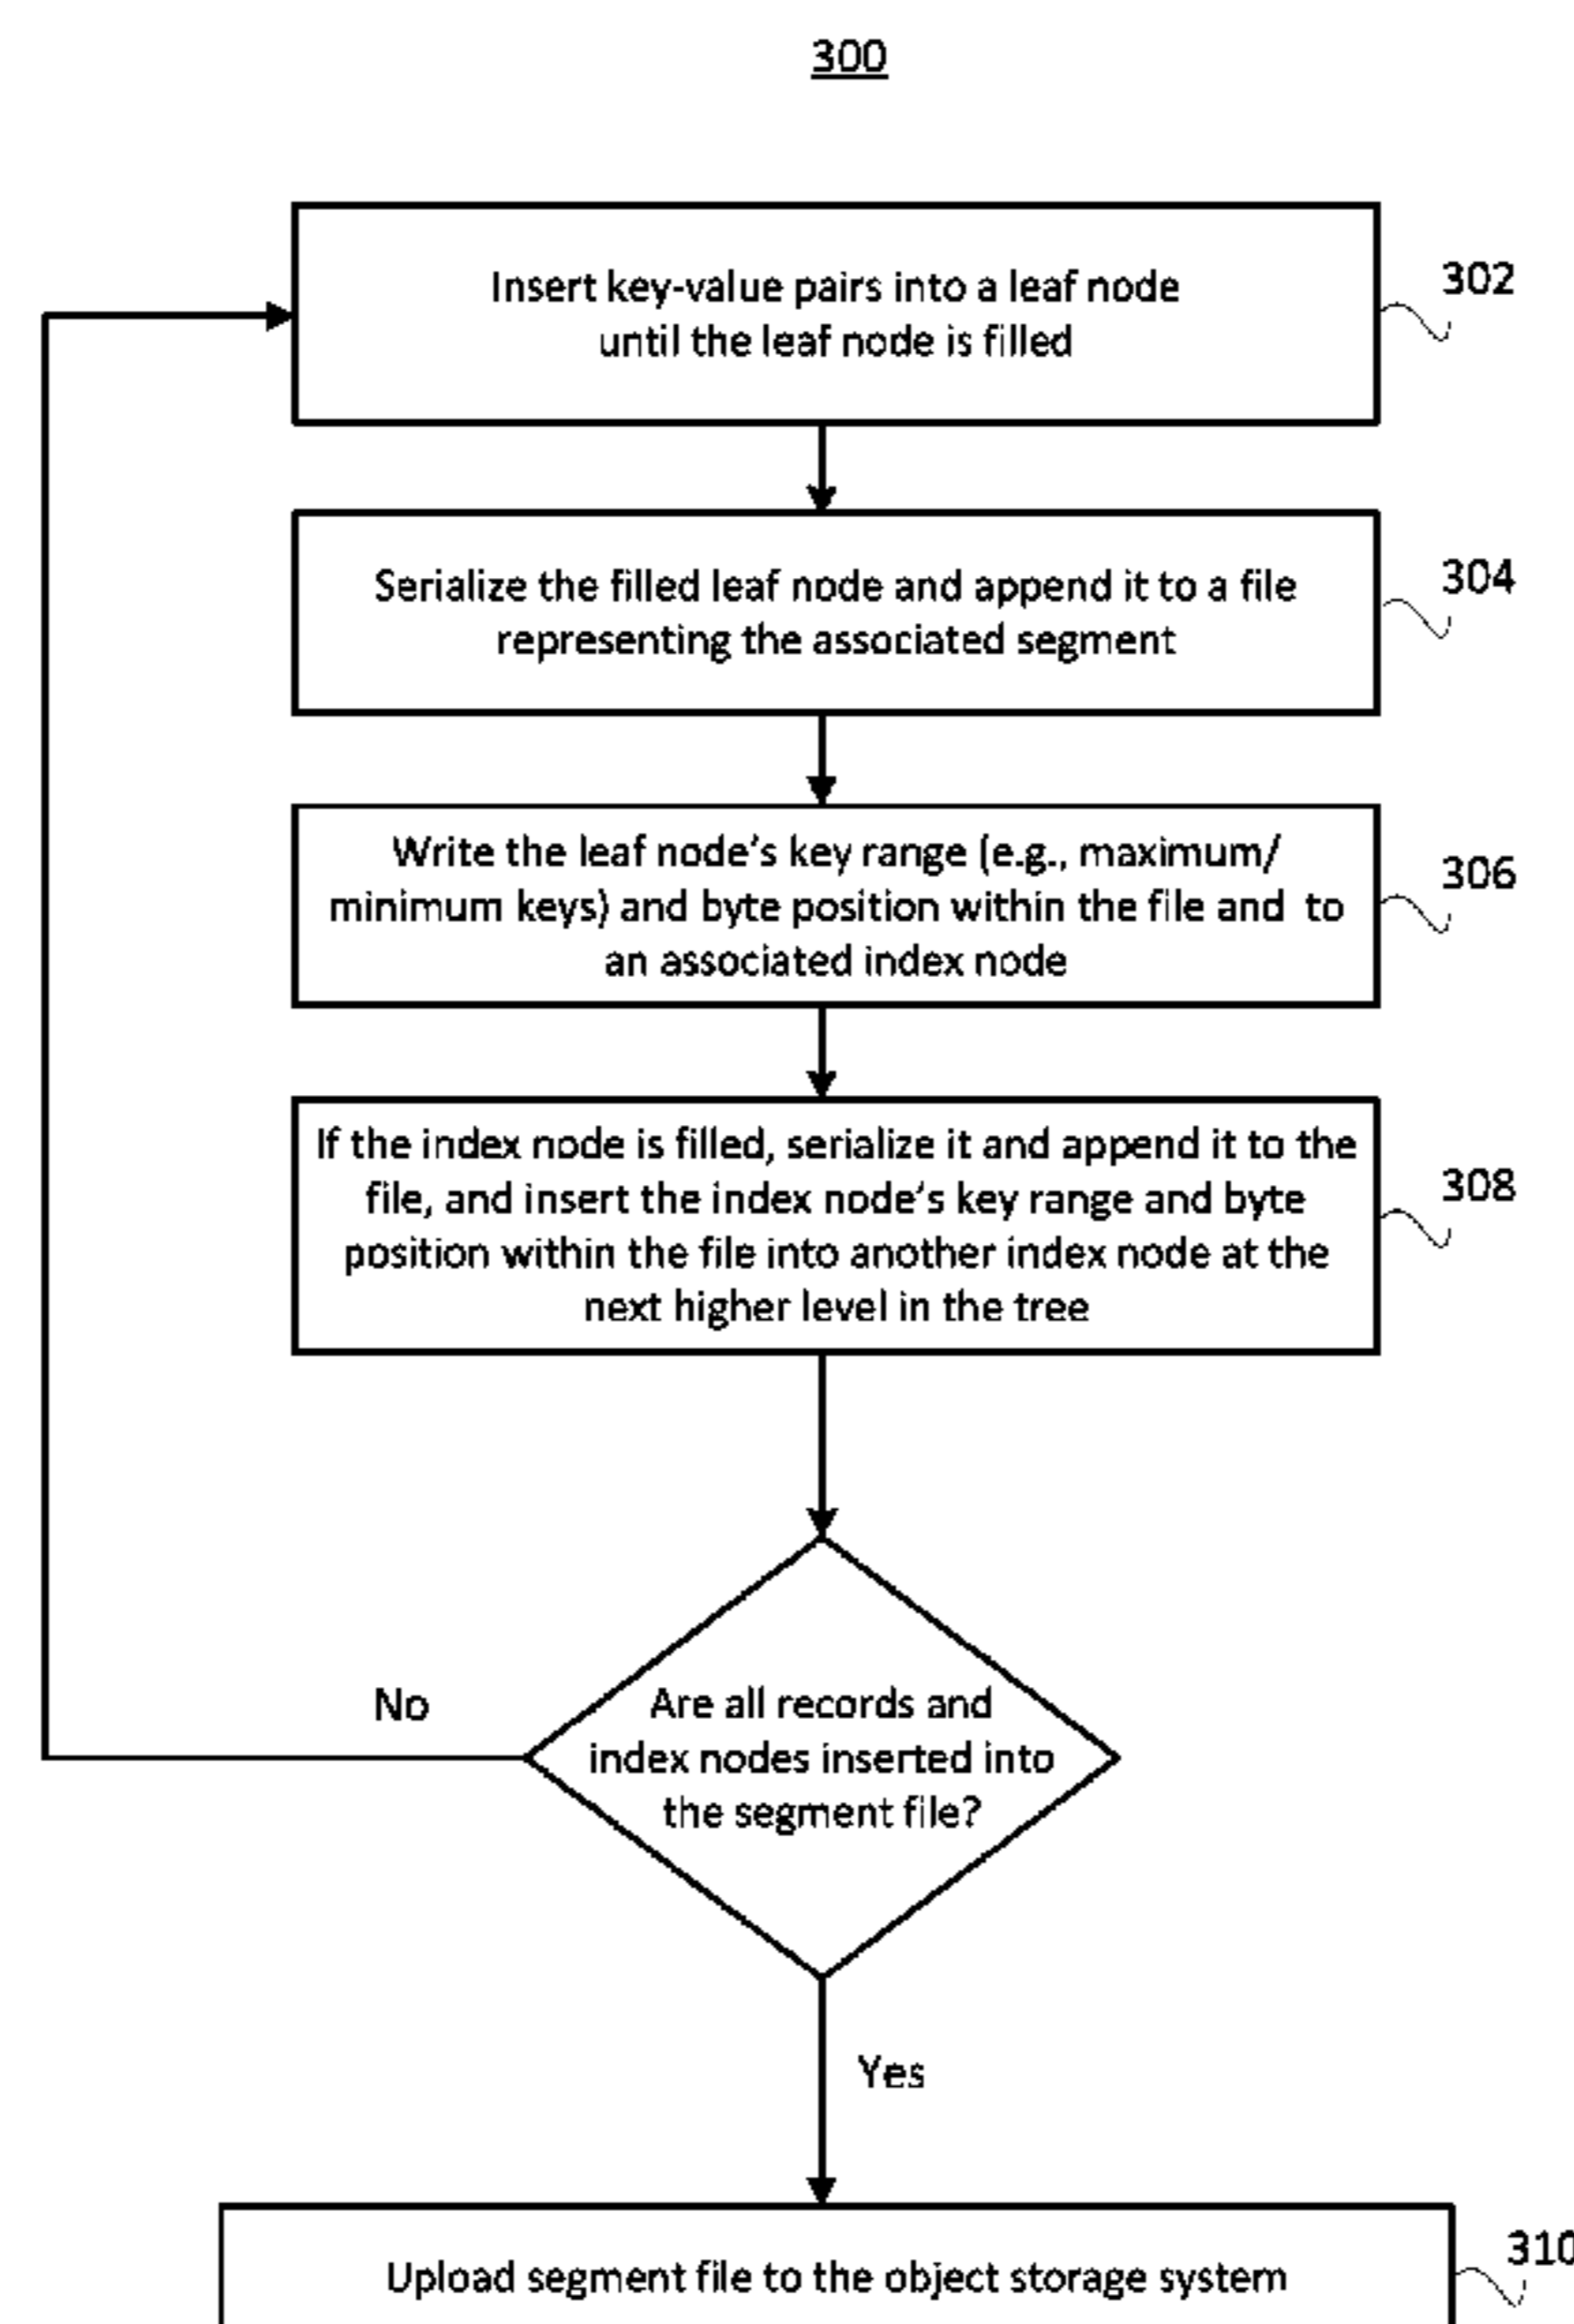 300
Insert key-value pairs into a leaf node
until the leaf node is filled
302
Serialize the filled leaf node and append it to a file
representing the associated segment
304
Write the leaf node's key range (e.g., maximum/
minimum keys) and byte position within the file and to
an associated index node
306
If the index node is filled, serialize it and append it to the
file, and insert the index node's key range and byte
position within the file into another index node at the
next higher level in the tree
308
No
Are all records and
index nodes inserted into
the segment file?
Yes
Upload segment file to the object storage system
310